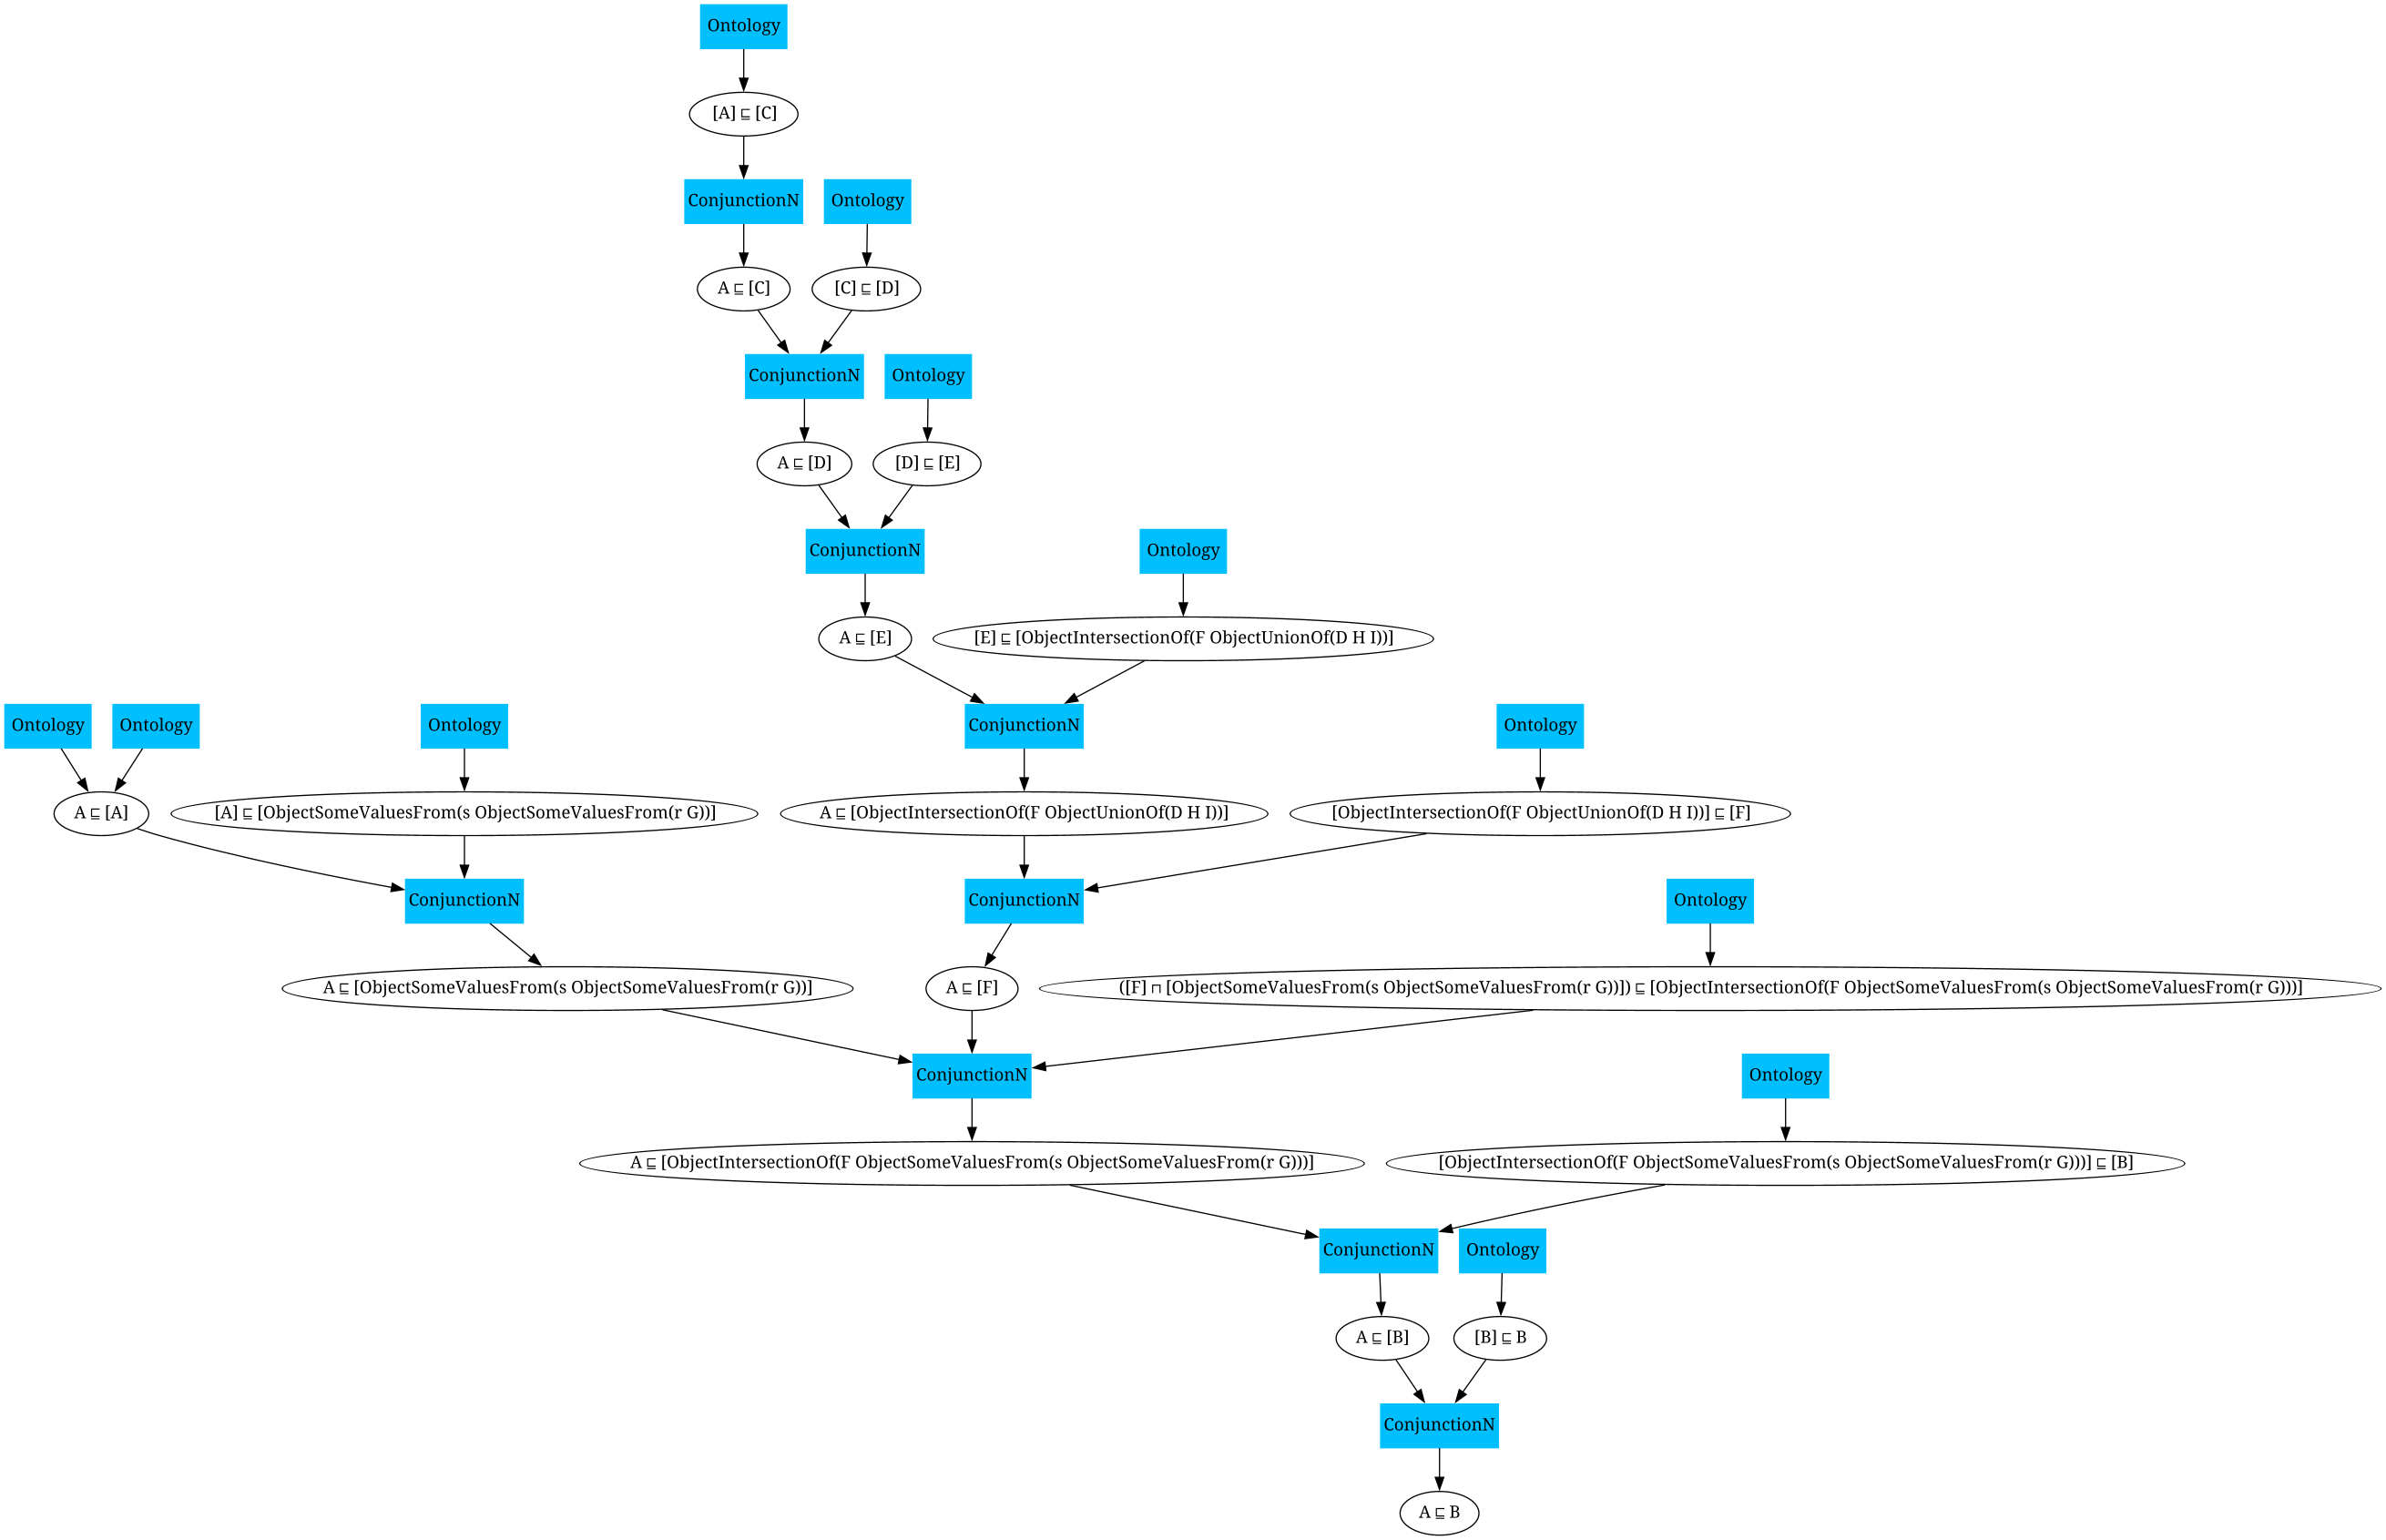 Ontology
[A] ⊑ [C]
ConjunctionN
Ontology
A ⊑ [C]
[C] ⊑ [D]
ConjunctionN
Ontology
A ⊑ [D]
[D] ⊑ [E]
ConjunctionN
Ontology
A ⊑ [E]
[E] ⊑ [ObjectIntersectionOf(F ObjectUnionOf(D H I))]
Ontology
Ontology
Ontology
ConjunctionN
Ontology
A ⊑ [A]
[A] ⊑ [ObjectSomeValuesFrom(s ObjectSomeValuesFrom(r G))]
A ⊑ [ObjectIntersectionOf(F ObjectUnionOf(D H I))]
[ObjectIntersectionOf(F ObjectUnionOf(D H I))] ⊑ [F]
ConjunctionN
ConjunctionN
Ontology
A ⊑ [ObjectSomeValuesFrom(s ObjectSomeValuesFrom(r G))]
A ⊑ [F]
([F] ⊓ [ObjectSomeValuesFrom(s ObjectSomeValuesFrom(r G))]) ⊑ [ObjectIntersectionOf(F ObjectSomeValuesFrom(s ObjectSomeValuesFrom(r G)))]
ConjunctionN
Ontology
A ⊑ [ObjectIntersectionOf(F ObjectSomeValuesFrom(s ObjectSomeValuesFrom(r G)))]
[ObjectIntersectionOf(F ObjectSomeValuesFrom(s ObjectSomeValuesFrom(r G)))] ⊑ [B]
ConjunctionN
Ontology
A ⊑ [B]
[B] ⊑ B
ConjunctionN
A ⊑ B